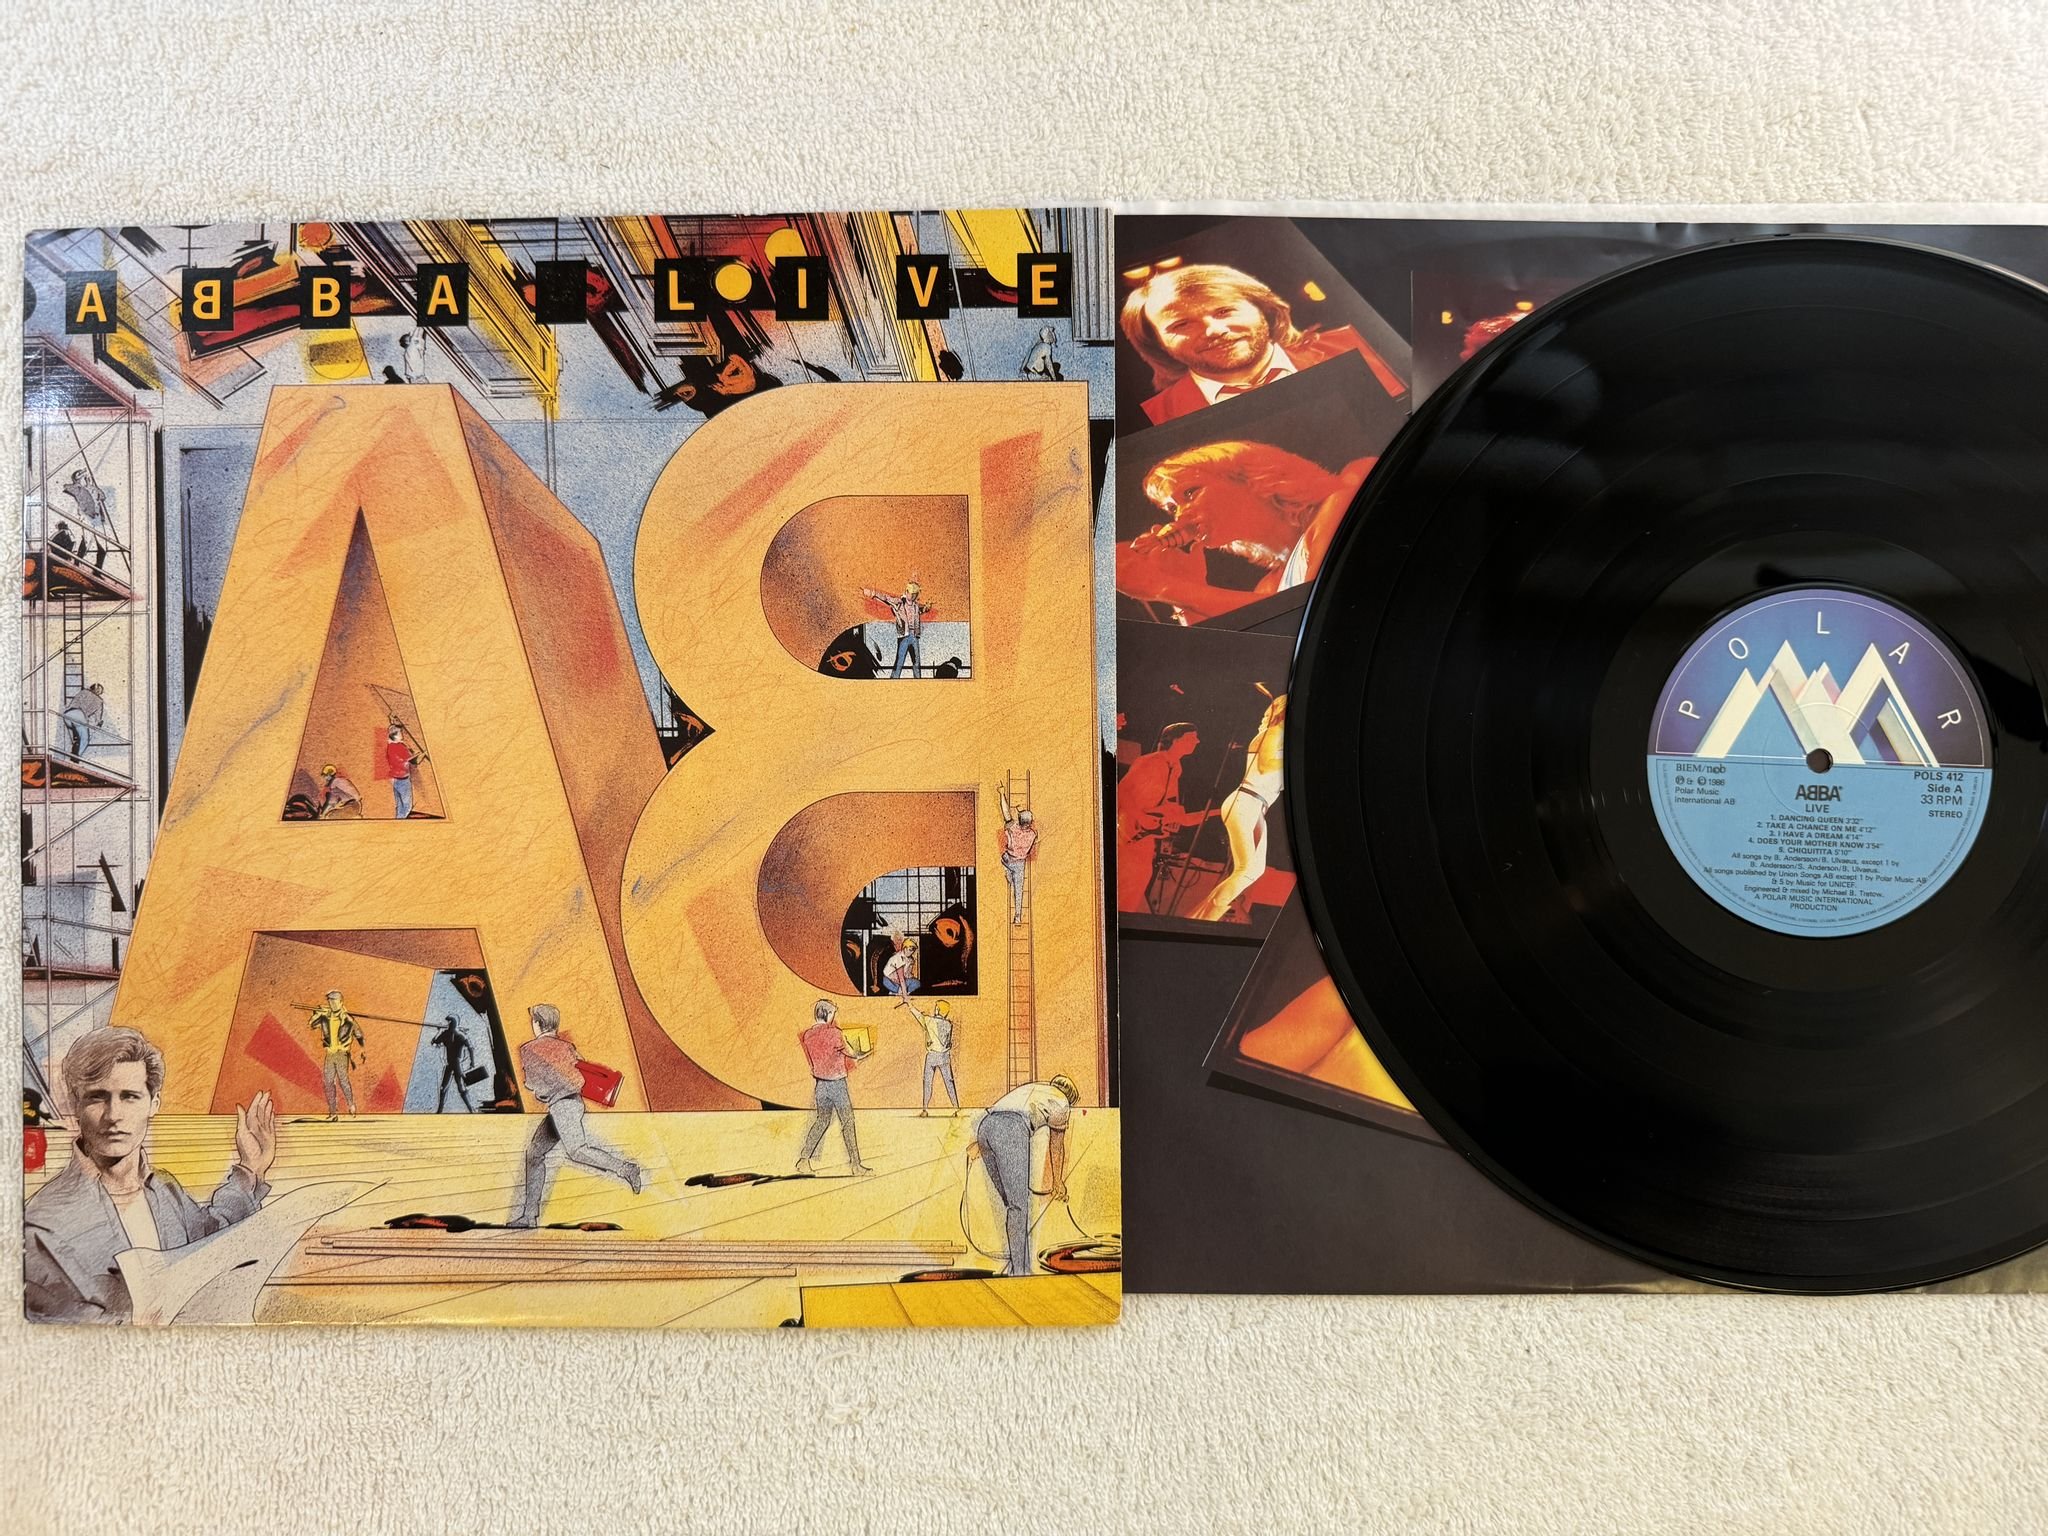 ABBA LIVE
POLAR
BIEM/n©b
℗ & © 1986
Polar Music
International AB
POLS 412
Side A
33 RPM
STEREO
ABBA
LIVE
1. DANCING QUEEN 3'32"
2. TAKE A CHANCE ON ME 4'12"
3. I HAVE A DREAM 4'14"
4. DOES YOUR MOTHER KNOW 3'54"
5. CHIQUITITA 5'10"
All songs by B. Andersson/B. Ulvaeus, except 1 by
B. Andersson/S. Anderson/B. Ulvaeus.
All songs published by Union Songs AB except 1 by Polar Music AB
& 5 by Music for UNICEF.
Engineered & mixed by Michael B. Tretow.
A POLAR MUSIC INTERNATIONAL
PRODUCTION